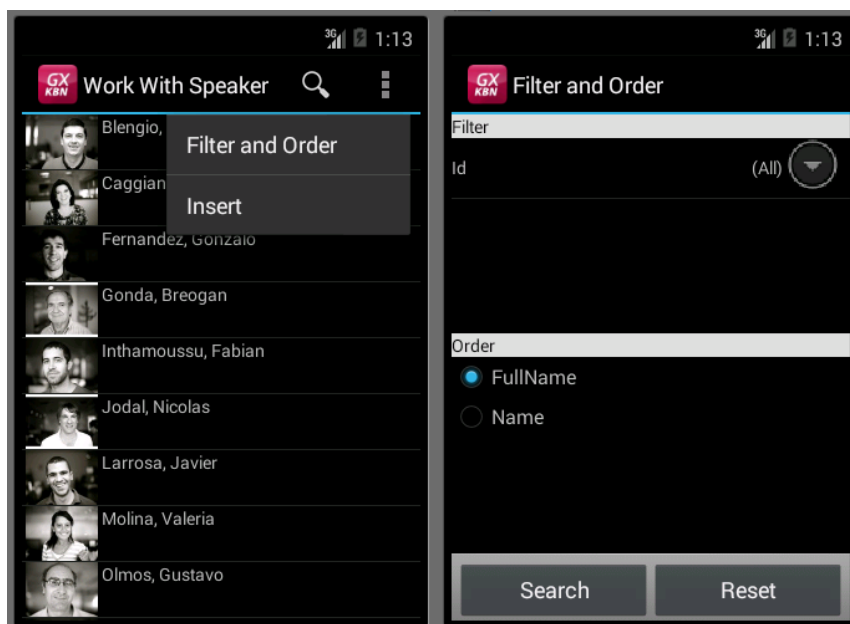 3G 1:13
GX KBN Work With Speaker
Blengio,
Filter and Order
Caggian
Insert
Fernandez, Gonzalo
Gonda, Breogan
Inthamoussu, Fabian
Jodal, Nicolas
Larrosa, Javier
Molina, Valeria
Olmos, Gustavo
3G 1:13
GX KBN Filter and Order
Filter
Id (All)
Order
FullName
Name
Search Reset